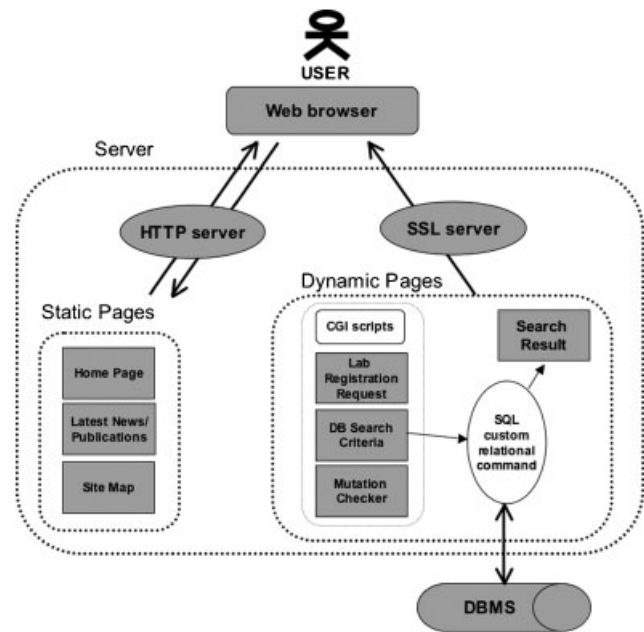 USER
Web browser
Server
HTTP server
SSL server
Static Pages
Home Page
Latest News/
Publications
Site Map
Dynamic Pages
CGI scripts
Lab
Registration
Request
DB Search
Criteria
Mutation
Checker
Search
Result
SQL
custom
relational
command
DBMS